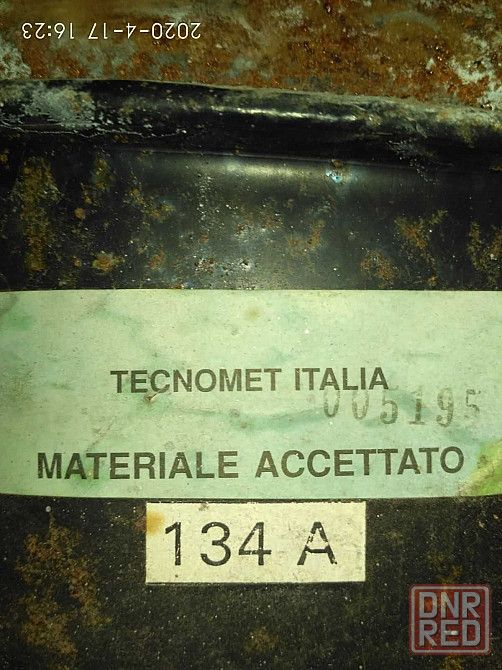 2020-4-17 16:23
TECNOMET ITALIA
005195
MATERIALE ACCETTATO
134 A
DNR
RED